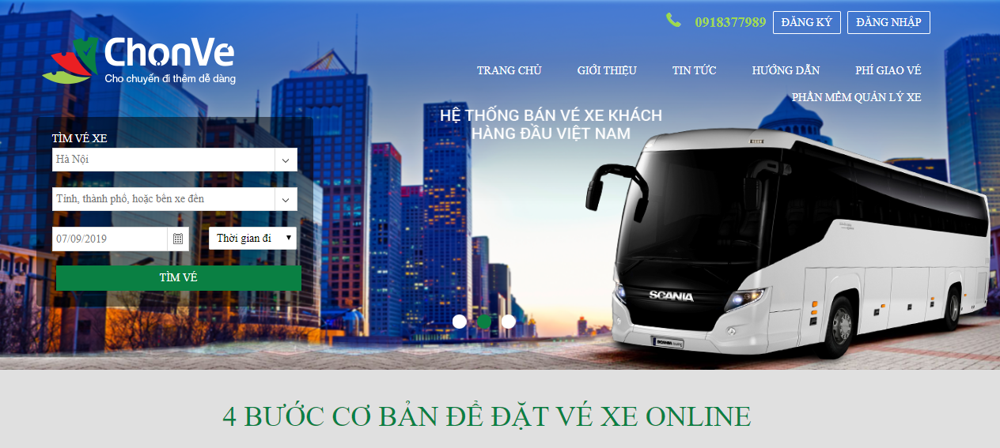 0918377989 ĐĂNG KÝ ĐĂNG NHẬP
ChọnVé
Cho chuyến đi thêm dễ dàng
TRANG CHỦ GIỚI THIỆU TIN TỨC HƯỚNG DẪN PHÍ GIAO VÉ
PHẦN MỀM QUẢN LÝ XE
HỆ THỐNG BÁN VÉ XE KHÁCH
HÀNG ĐẦU VIỆT NAM
TÌM VÉ XE
Hà Nội
Tỉnh, thành phố, hoặc bến xe đến
07/09/2019 Thời gian đi
TÌM VÉ
SCANIA
4 BƯỚC CƠ BẢN ĐỂ ĐẶT VÉ XE ONLINE